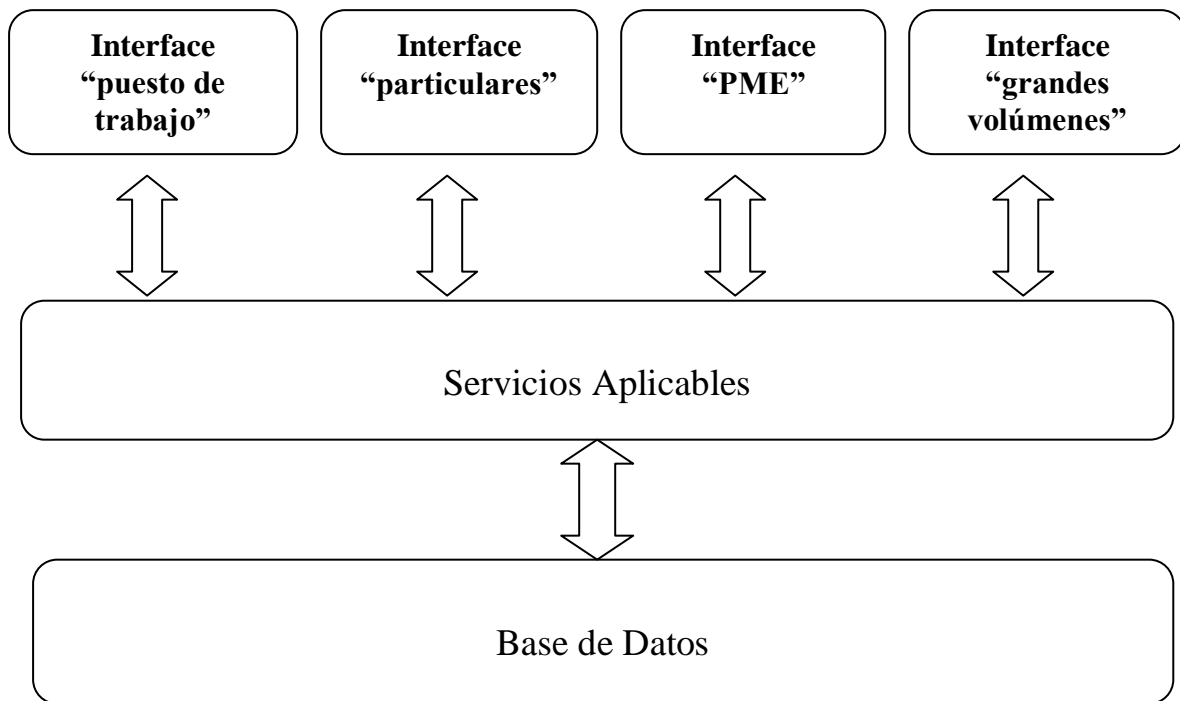 Interface
“puesto de
trabajo”
Interface
“particulares”
Interface
“PME”
Interface
“grandes
volúmenes”
Servicios Aplicables
Base de Datos